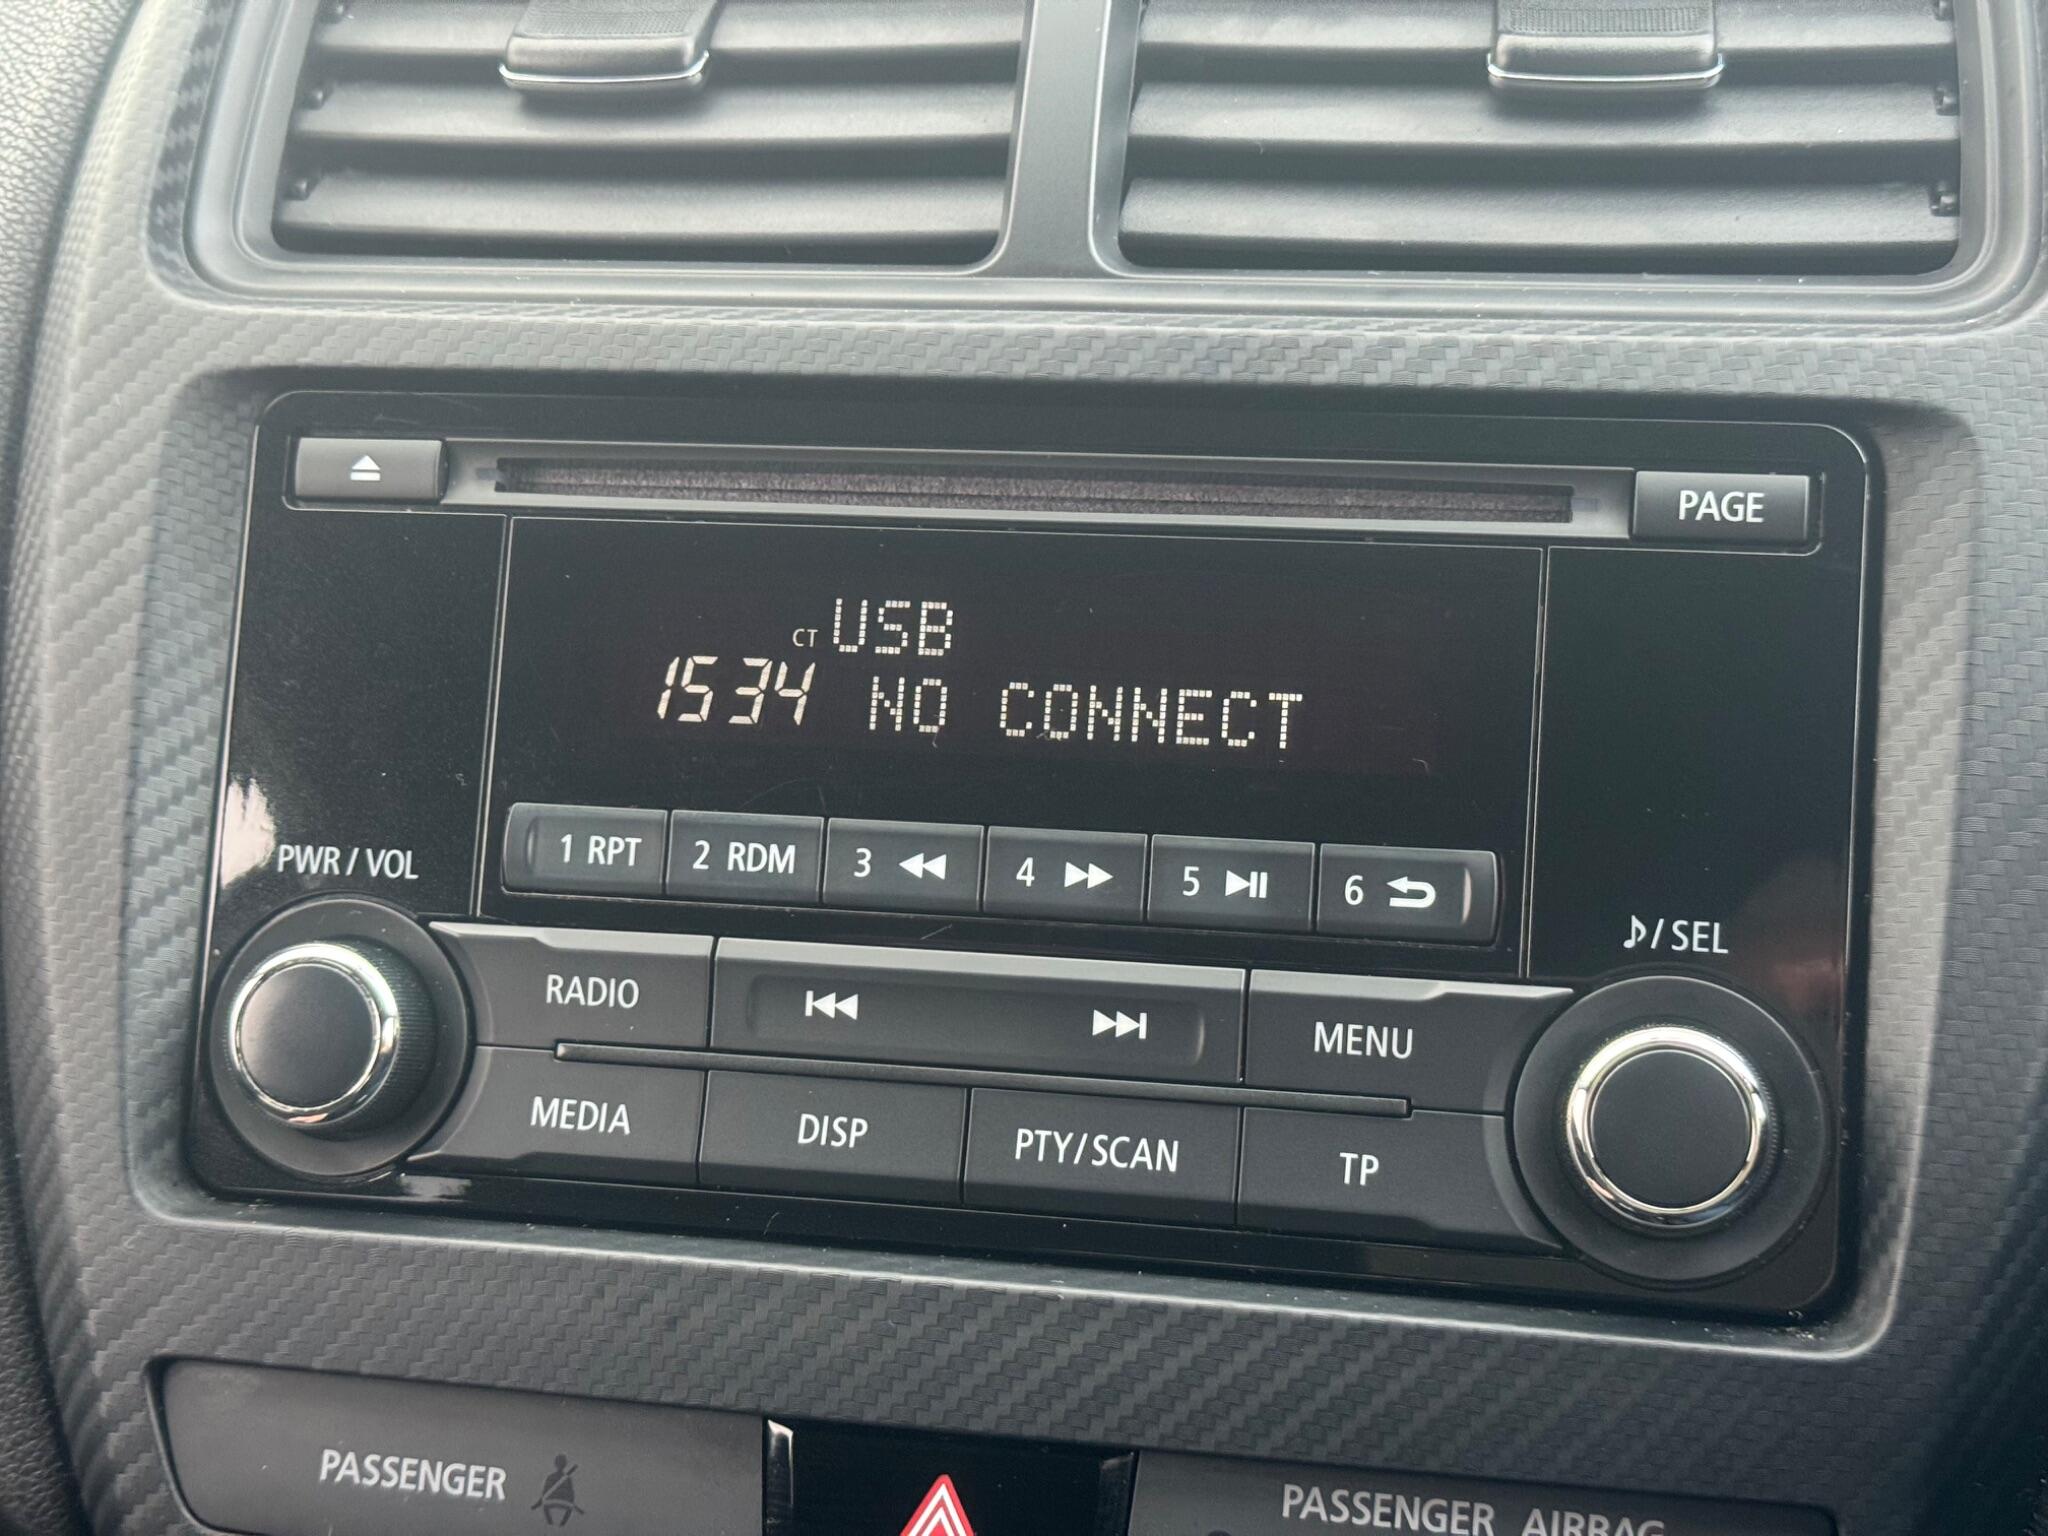 PAGE
CT USB
1534 NO CONNECT
PWR / VOL
1 RPT 2 RDM 3 4 5 6
♪/ SEL
RADIO MENU
MEDIA DISP PTY/SCAN TP
PASSENGER PASSENGER AIRBAG